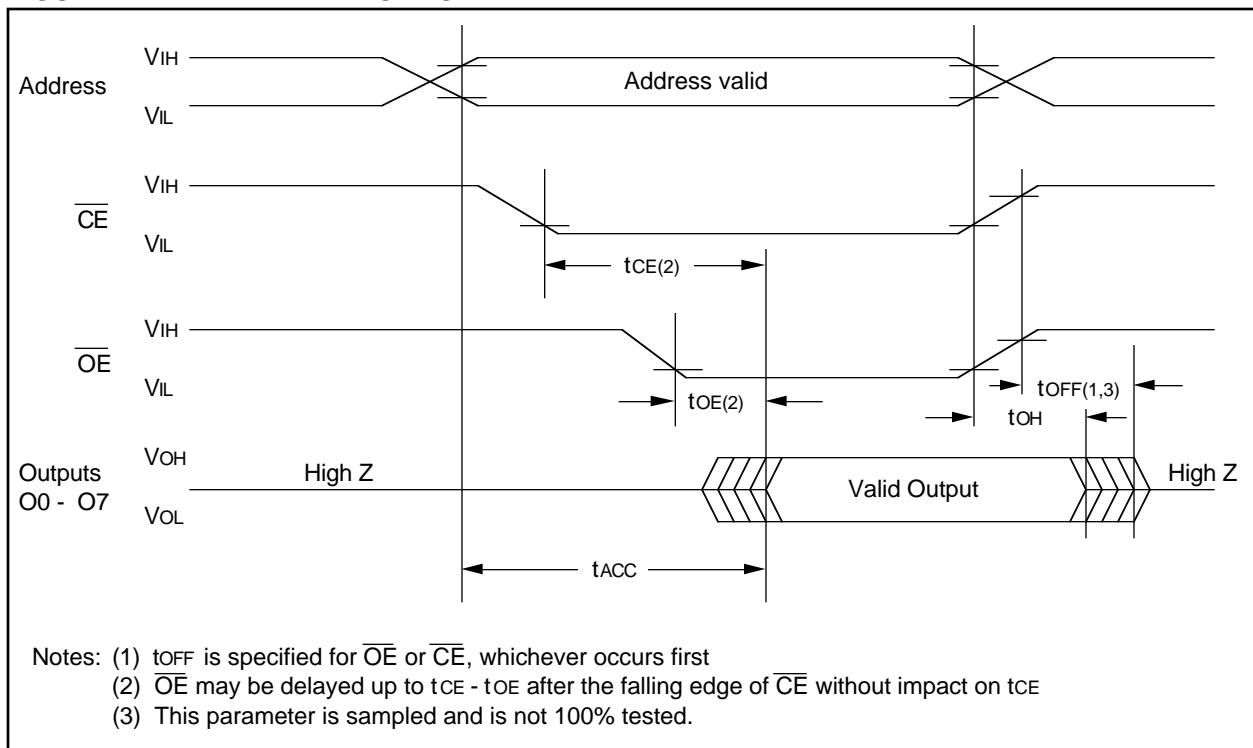 VIH
Address
Address valid
VIL
VIH
CE
VIL
tCE(2)
VIH
OE
VIL
tOE(2)
tOFF(1,3)
tOH
VOH
Outputs
O0 - O7
High Z
Valid Output
High Z
VOL
tACC
Notes: (1) tOFF is specified for OE or CE, whichever occurs first
(2) OE may be delayed up to tCE - tOE after the falling edge of CE without impact on tCE
(3) This parameter is sampled and is not 100% tested.